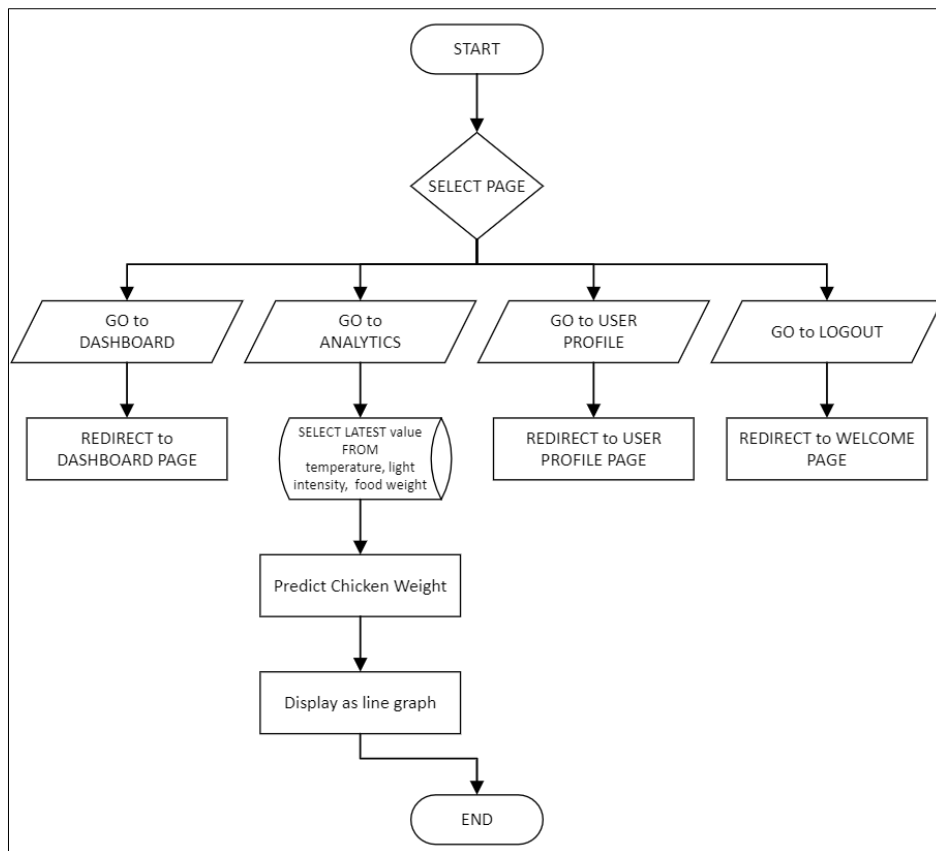 START
SELECT PAGE
GO to
DASHBOARD
GO to
ANALYTICS
GO to USER
PROFILE
GO to LOGOUT
REDIRECT to
DASHBOARD PAGE
SELECT LATEST value
FROM
temperature, light
intensity, food weight
REDIRECT to USER
PROFILE PAGE
REDIRECT to WELCOME
PAGE
Predict Chicken Weight
Display as line graph
END